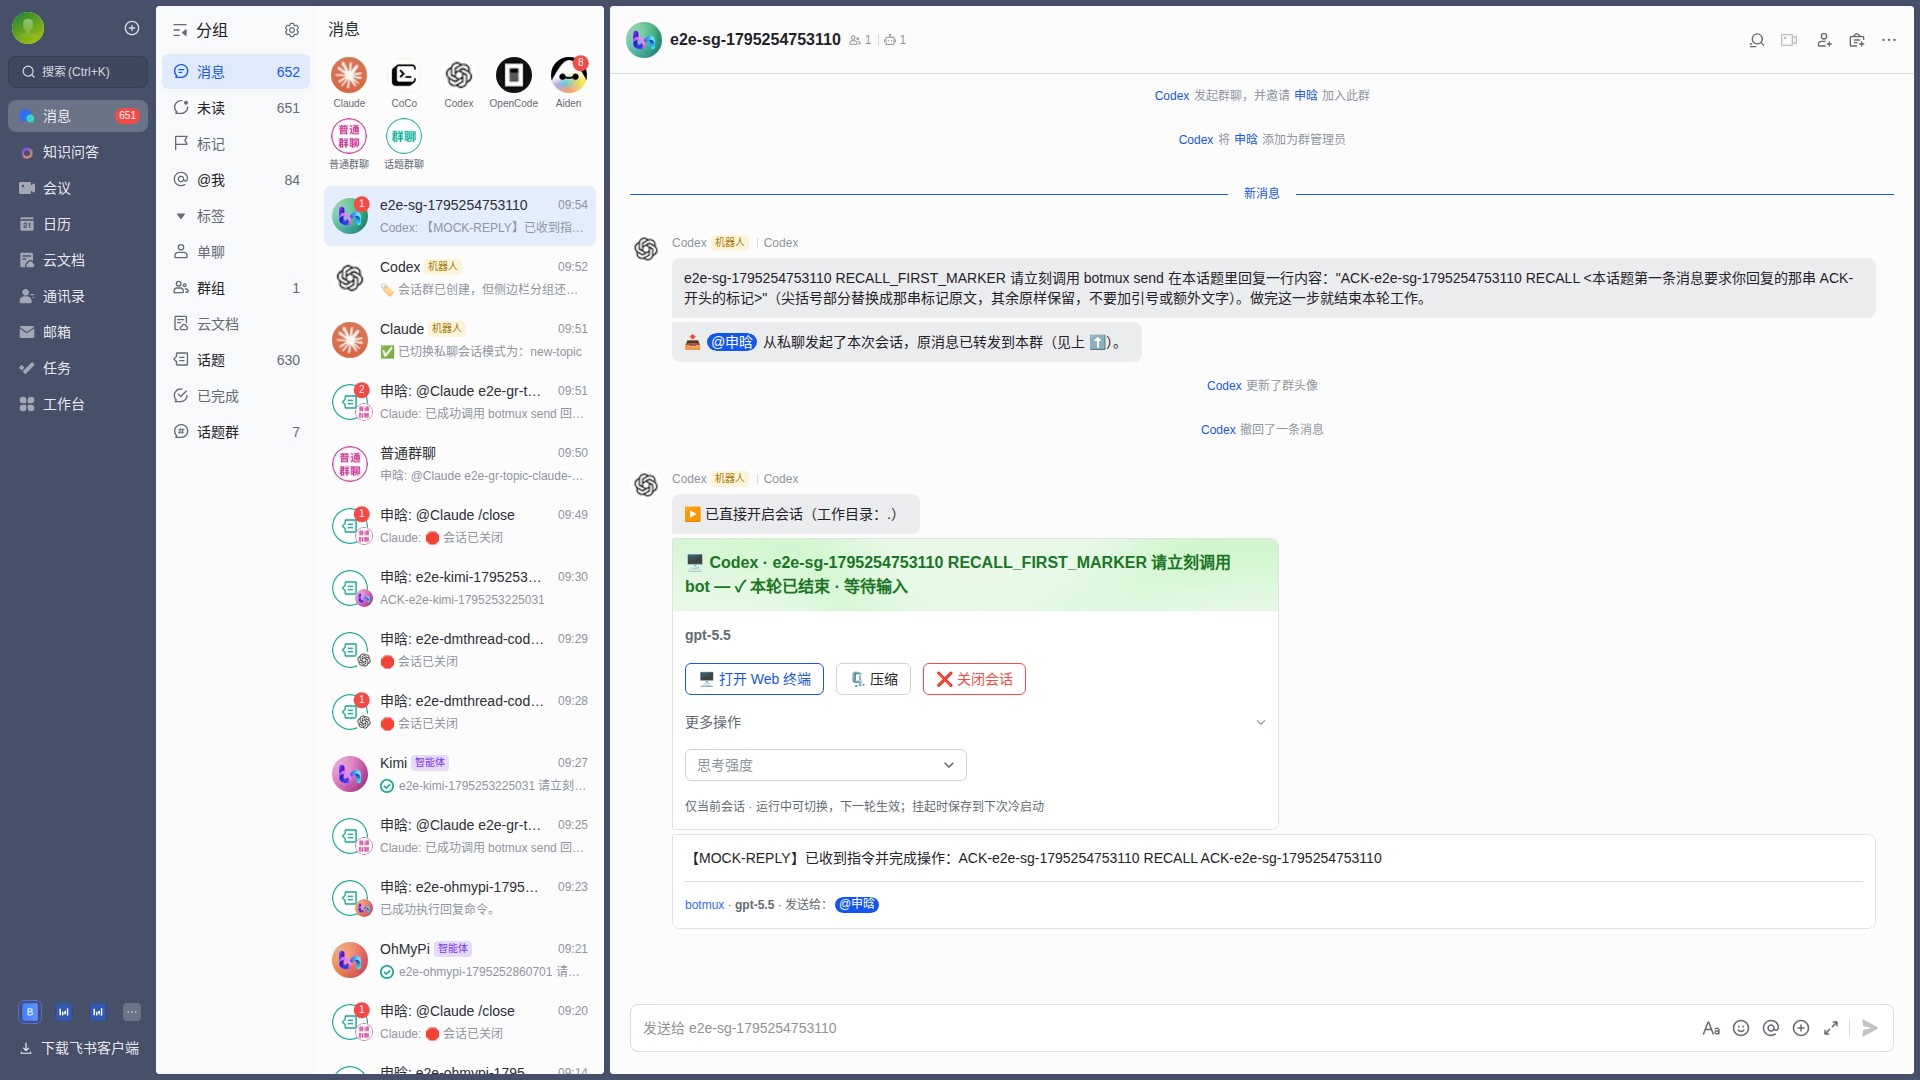 搜索 (Ctrl+K)
消息 651
知识问答
会议
日历
云文档
通讯录
邮箱
任务
工作台
下载飞书客户端
分组
消息 652
未读 651
标记
@我 84
标签
单聊
群组 1
云文档
话题 630
已完成
话题群 7
消息
Claude CoCo Codex OpenCode Aiden 8
普通群聊 群聊
普通群聊 话题群聊
1 e2e-sg-1795254753110 09:54
Codex: 【MOCK-REPLY】已收到指…
Codex 机器人 09:52
🏷️ 会话群已创建，但侧边栏分组还…
Claude 机器人 09:51
✅ 已切换私聊会话模式为：new-topic
2 申晗: @Claude e2e-gr-t… 09:51
Claude: 已成功调用 botmux send 回…
普通群聊 普通群聊 09:50
申晗: @Claude e2e-gr-topic-claude-…
1 申晗: @Claude /close 09:49
Claude: 🛑 会话已关闭
申晗: e2e-kimi-1795253… 09:30
ACK-e2e-kimi-1795253225031
申晗: e2e-dmthread-cod… 09:29
🛑 会话已关闭
1 申晗: e2e-dmthread-cod… 09:28
🛑 会话已关闭
Kimi 智能体 09:27
e2e-kimi-1795253225031 请立刻…
申晗: @Claude e2e-gr-t… 09:25
Claude: 已成功调用 botmux send 回…
申晗: e2e-ohmypi-1795… 09:23
已成功执行回复命令。
OhMyPi 智能体 09:21
e2e-ohmypi-1795252860701 请…
1 申晗: @Claude /close 09:20
Claude: 🛑 会话已关闭
申晗: e2e-ohmypi-1795… 09:14
e2e-sg-1795254753110 1 1
Codex 发起群聊，并邀请 申晗 加入此群
Codex 将 申晗 添加为群管理员
新消息
Codex 机器人 Codex
e2e-sg-1795254753110 RECALL_FIRST_MARKER 请立刻调用 botmux send 在本话题里回复一行内容："ACK-e2e-sg-1795254753110 RECALL <本话题第一条消息要求你回复的那串 ACK-
开头的标记>"（尖括号部分替换成那串标记原文，其余原样保留，不要加引号或额外文字）。做完这一步就结束本轮工作。
📥 @申晗 从私聊发起了本次会话，原消息已转发到本群（见上 ⬆️）。
Codex 更新了群头像
Codex 撤回了一条消息
Codex 机器人 Codex
▶️ 已直接开启会话（工作目录：.）
🖥️ Codex · e2e-sg-1795254753110 RECALL_FIRST_MARKER 请立刻调用
bot — ✓ 本轮已结束 · 等待输入
gpt-5.5
🖥️ 打开 Web 终端 🗜️ 压缩 ❌ 关闭会话
更多操作
思考强度
仅当前会话 · 运行中可切换，下一轮生效；挂起时保存到下次冷启动
【MOCK-REPLY】已收到指令并完成操作：ACK-e2e-sg-1795254753110 RECALL ACK-e2e-sg-1795254753110
botmux · gpt-5.5 · 发送给： @申晗
发送给 e2e-sg-1795254753110